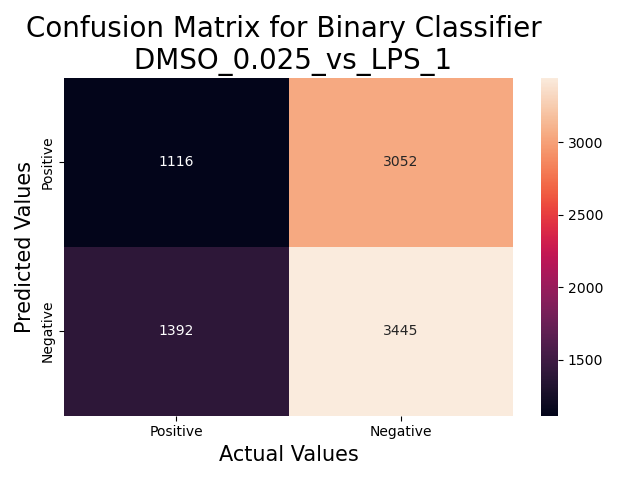 Confusion Matrix for Binary Classifier
DMSO_0.025_vs_LPS_1
Predicted Values
Positive
Negative
1116
3052
1392
3445
Positive
Negative
Actual Values
3000
2500
2000
1500